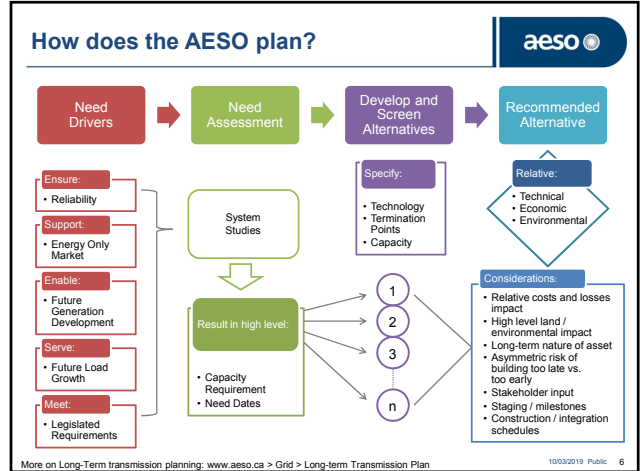 How does the AESO plan?
aeso
Need
Drivers
Need
Assessment
Develop and
Screen
Alternatives
Recommended
Alternative
Ensure:
• Reliability
Support:
• Energy Only
Market
Enable:
• Future
Generation
Development
Serve:
• Future Load
Growth
Meet:
• Legislated
Requirements
System
Studies
Result in high level:
• Capacity
Requirement
• Need Dates
Specify:
• Technology
• Termination
Points
• Capacity
1
2
3
n
Relative:
• Technical
• Economic
• Environmental
Considerations:
• Relative costs and losses
impact
• High level land /
environmental impact
• Long-term nature of asset
• Asymmetric risk of
building too late vs.
too early
• Stakeholder input
• Staging / milestones
• Construction / integration
schedules
More on Long-Term transmission planning: www.aeso.ca > Grid > Long-term Transmission Plan
10/03/2019 Public 6